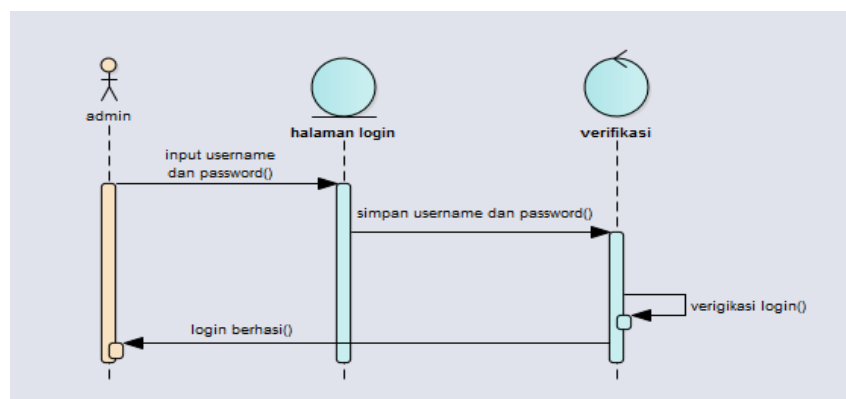 admin
halaman login
verifikasi
input username
dan password()
simpan username dan password()
verigikasi login()
login berhasi()